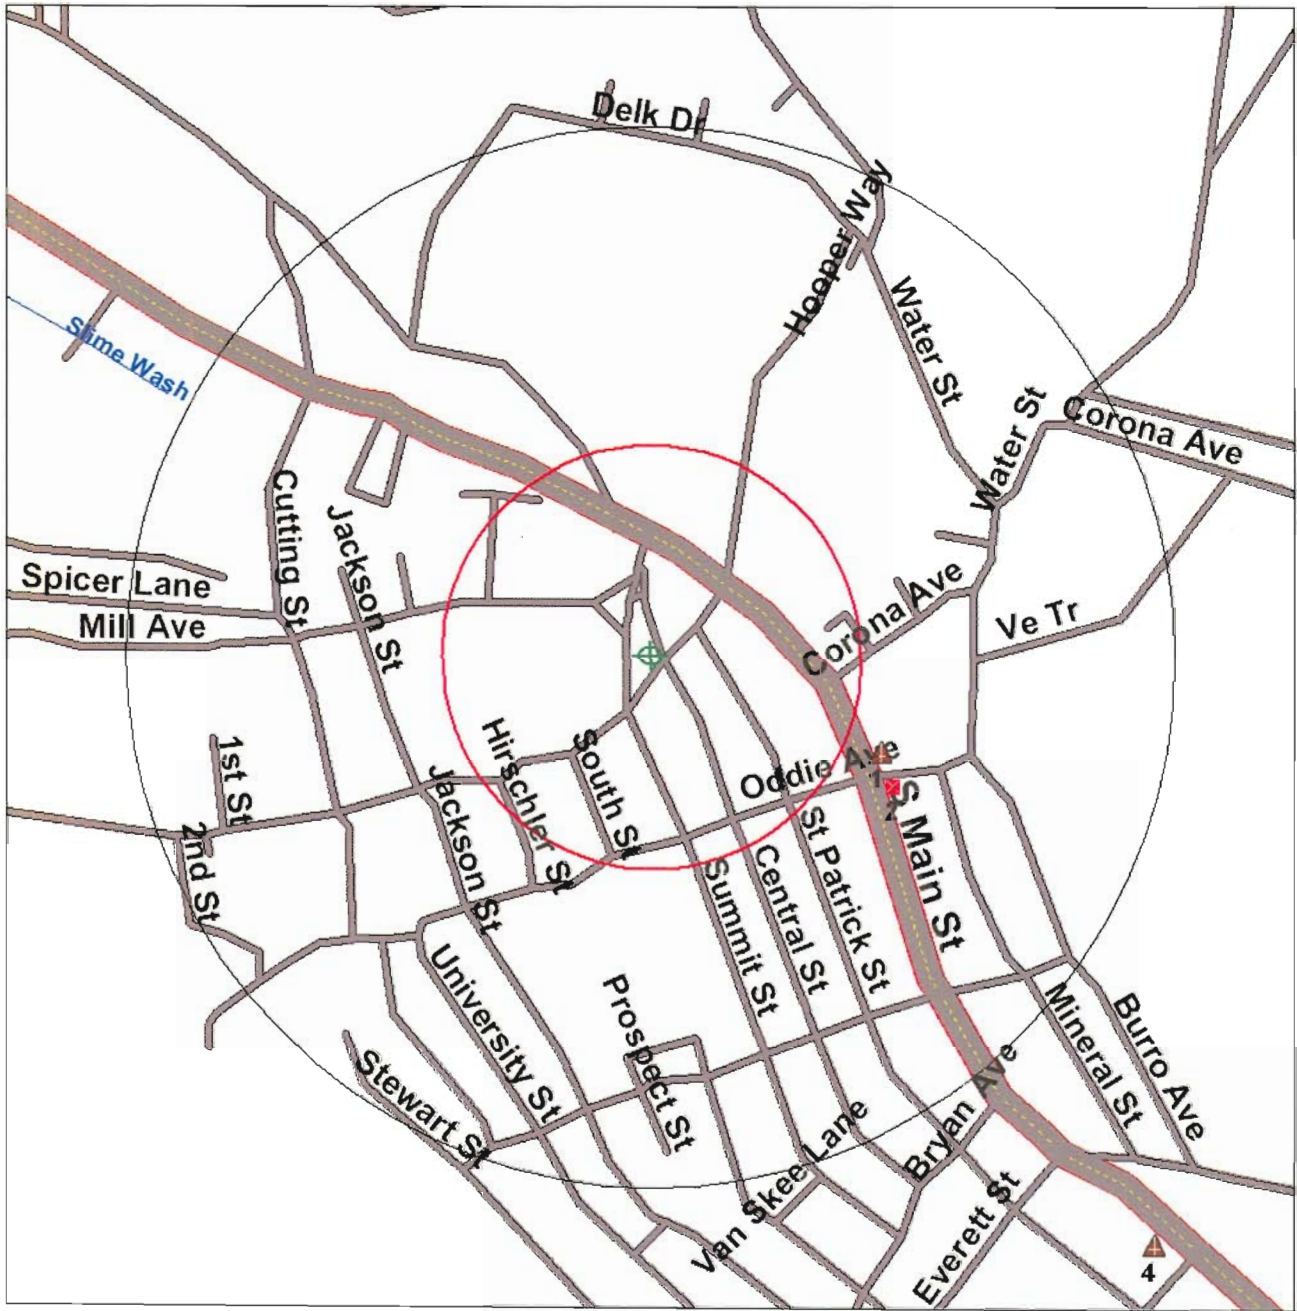 Delk Dr
Hooper Way
Water St
Slime Wash
Water St
Corona Ave
Cutting St
Jackson St
Spicer Lane
Mill Ave
Corona Ave
Ve Tr
1st St
Hirschler St
South St
Oddie Ave
1
2nd St
Jackson St
S Main St
St Patrick St
Central St
Summit St
University St
Prospect St
Mineral St
Burro Ave
Stewart St
Van Skee Lane
Bryan Ave
Everett St
4